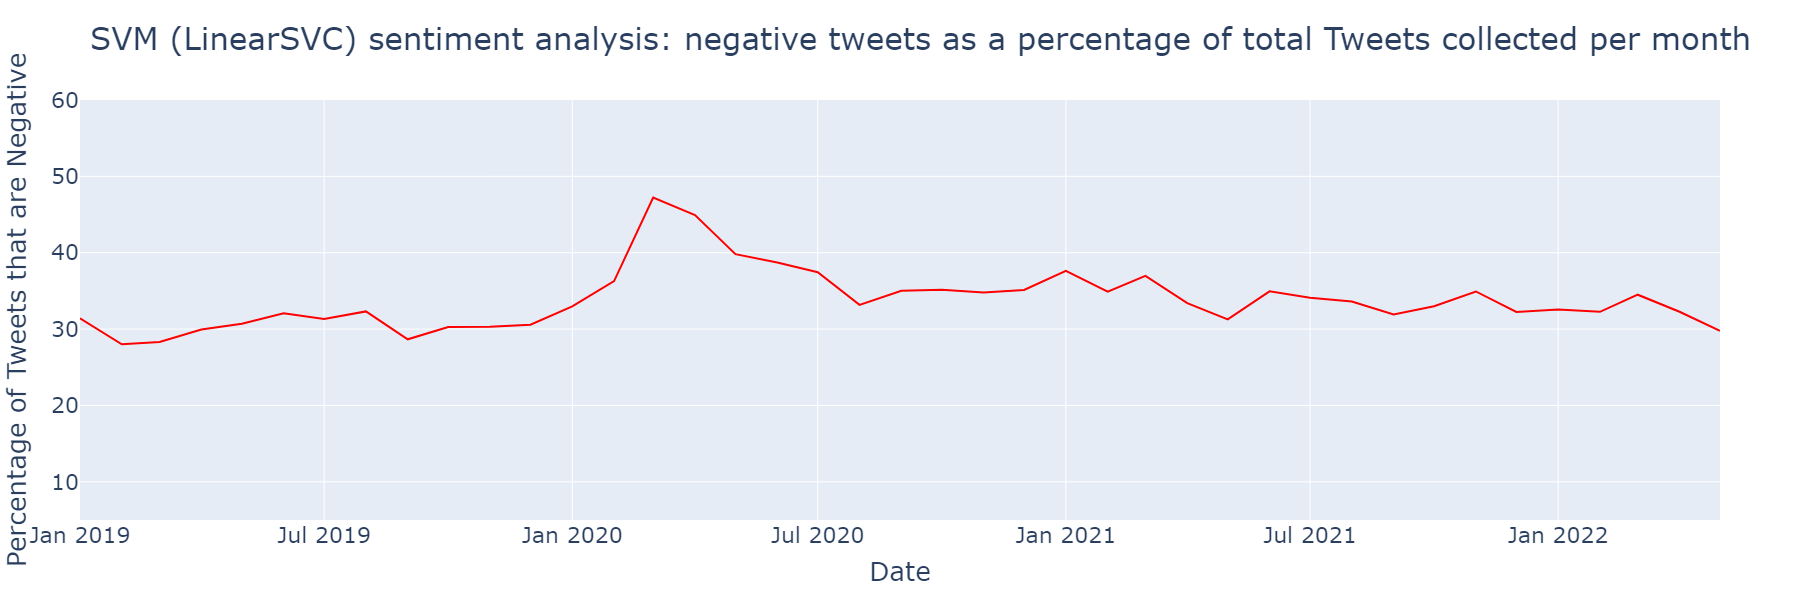 SVM (LinearSVC) sentiment analysis: negative tweets as a percentage of total Tweets collected per month
Percentage of Tweets that are Negative
60
50
40
30
20
10
Jan 2019
Jul 2019
Jan 2020
Jul 2020
Jan 2021
Jul 2021
Jan 2022
Date